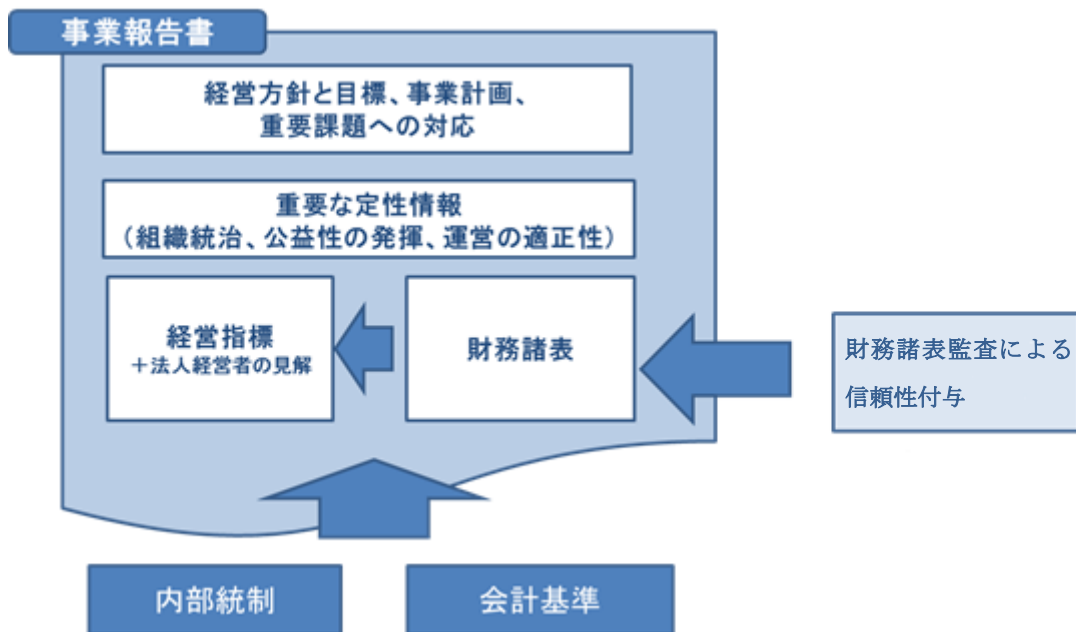 事業報告書
経営方針と目標、事業計画、
重要課題への対応
重要な定性情報
（組織統治、公益性の発揮、運営の適正性）
経営指標
＋法人経営者の見解
財務諸表
財務諸表監査による
信頼性付与
内部統制
会計基準